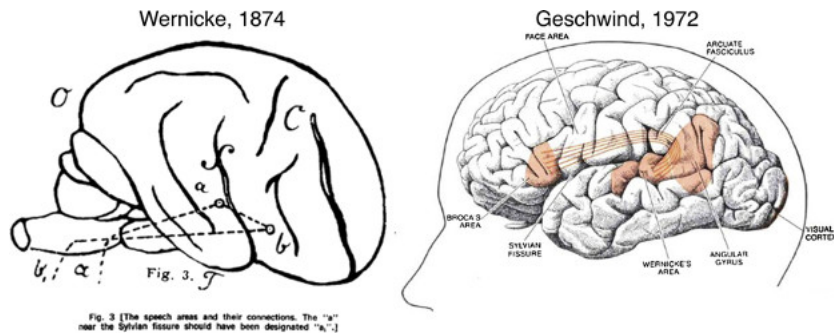 Wernicke, 1874
O
C
S
a
b
b,
a
Fig. 3.
T
Fig. 3 [The speech areas and their connections. The "a"
near the Sylvian fissure should have been designated "a,".]
Geschwind, 1972
FACE AREA
ARCUATE
FASCICULUS
BROCA'S
AREA
SYLVIAN
FISSURE
WERNICKE'S
AREA
ANGULAR
GYRUS
VISUAL
CORTEX